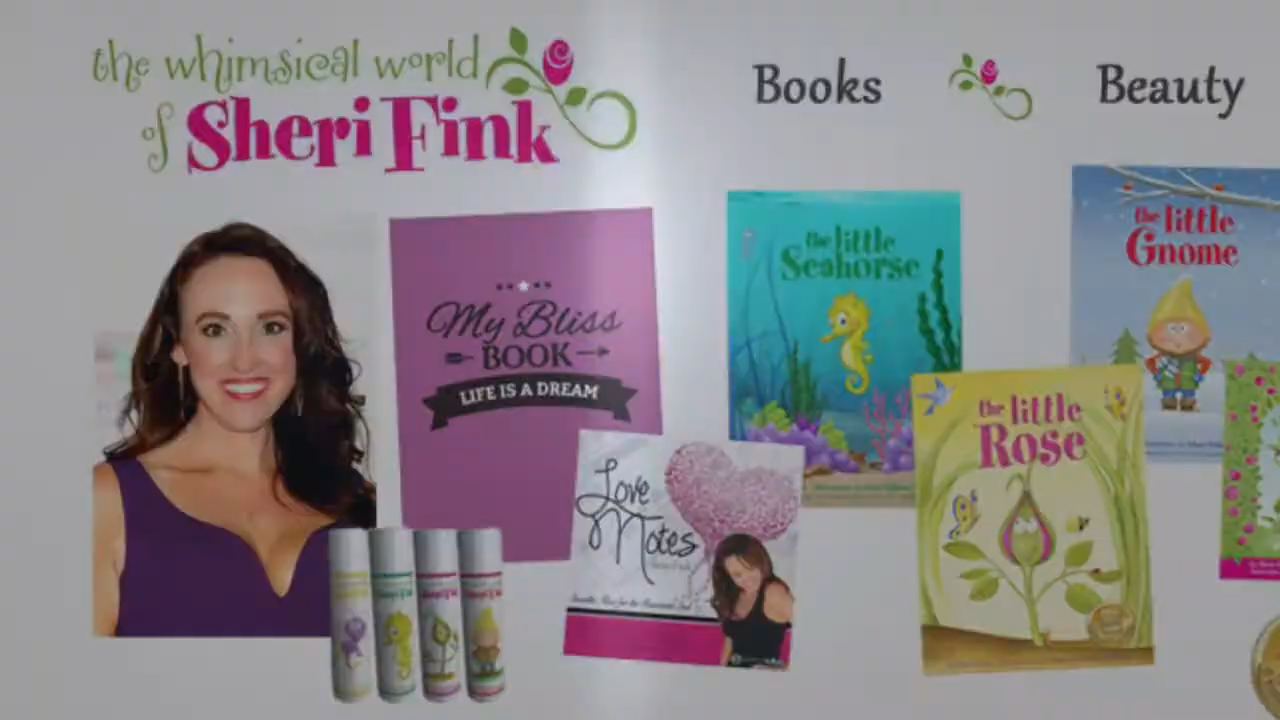 the whimsical world
of Sheri Fink
Books
Beauty
My Bliss
BOOK
LIFE IS A DREAM
the little
Seahorse
the little
Gnome
the little
Rose
Love
Notes